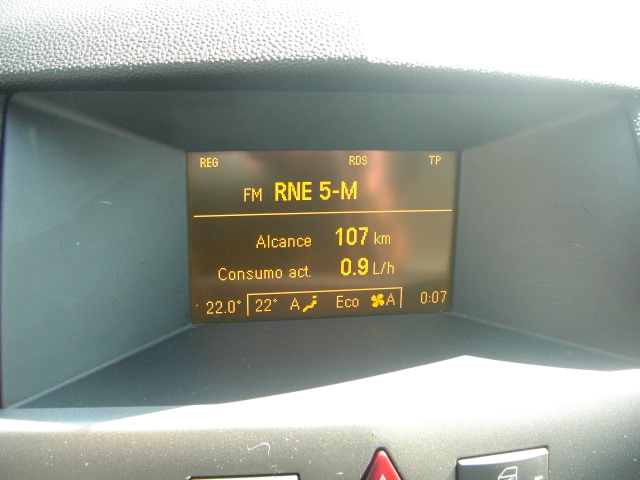 REG RDS TP
FM RNE 5-M
Alcance 107 km
Consumo act. 0.9 L/h
22.0° 22° A Eco A 0:07